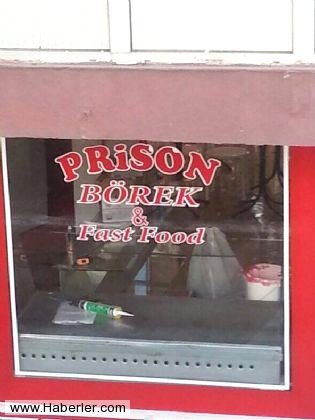 PRiSON
BÖREK
&
Fast Food
www.Haberler.com